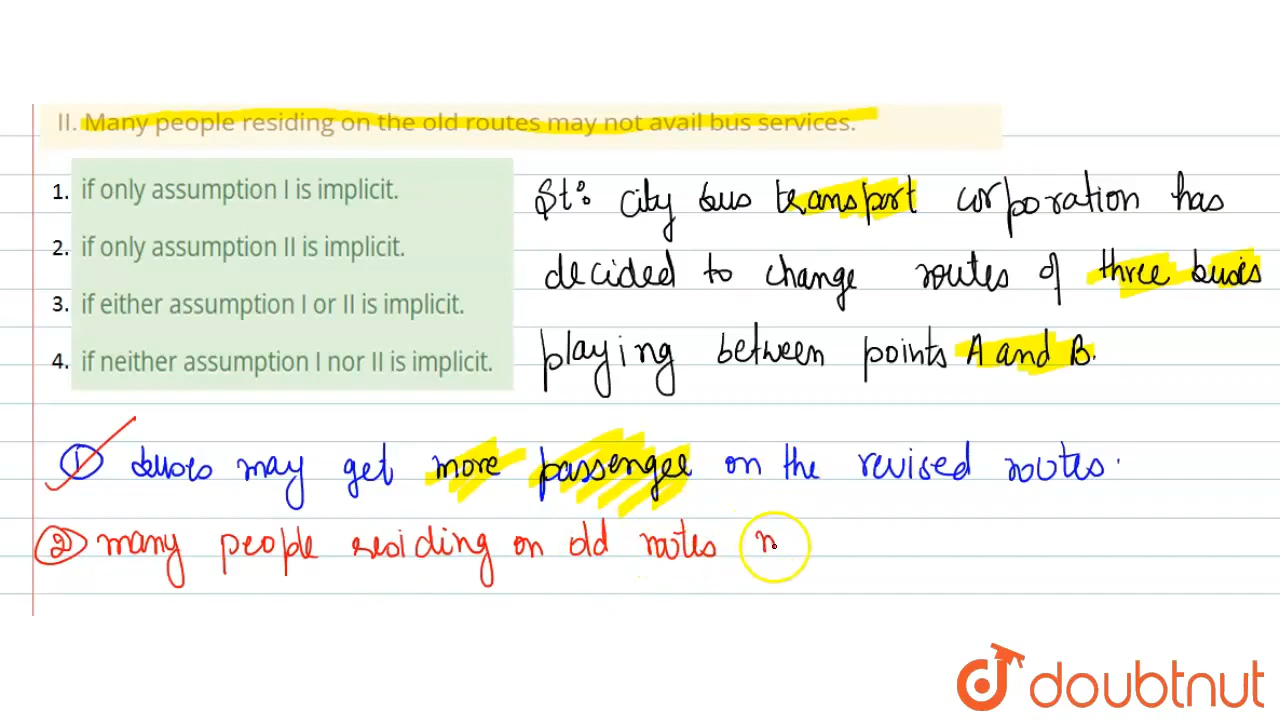 II. Many people residing on the old routes may not avail bus services.
1. if only assumption I is implicit.
2. if only assumption II is implicit.
3. if either assumption I or II is implicit.
4. if neither assumption I nor II is implicit.
St: city bus transport corporation has
decided to change routes of three buses
playing between points A and B.
① buses may get more passenger on the revised routes.
② many people residing on old routes
doubtnut